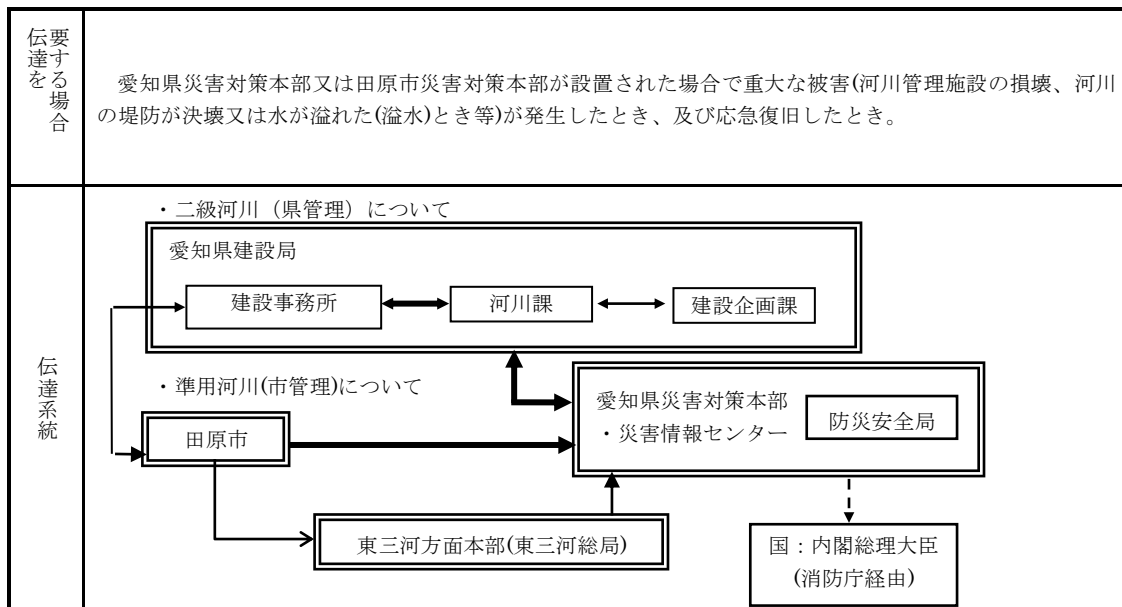 伝達を
要する場合
愛知県災害対策本部又は田原市災害対策本部が設置された場合で重大な被害(河川管理施設の損壊、河川
の堤防が決壊又は水が溢れた(溢水)とき等)が発生したとき、及び応急復旧したとき。
伝達系統
・二級河川（県管理）について
愛知県建設局
建設事務所
河川課
建設企画課
・準用河川(市管理)について
田原市
愛知県災害対策本部
・災害情報センター
防災安全局
東三河方面本部(東三河総局)
国：内閣総理大臣
(消防庁経由)